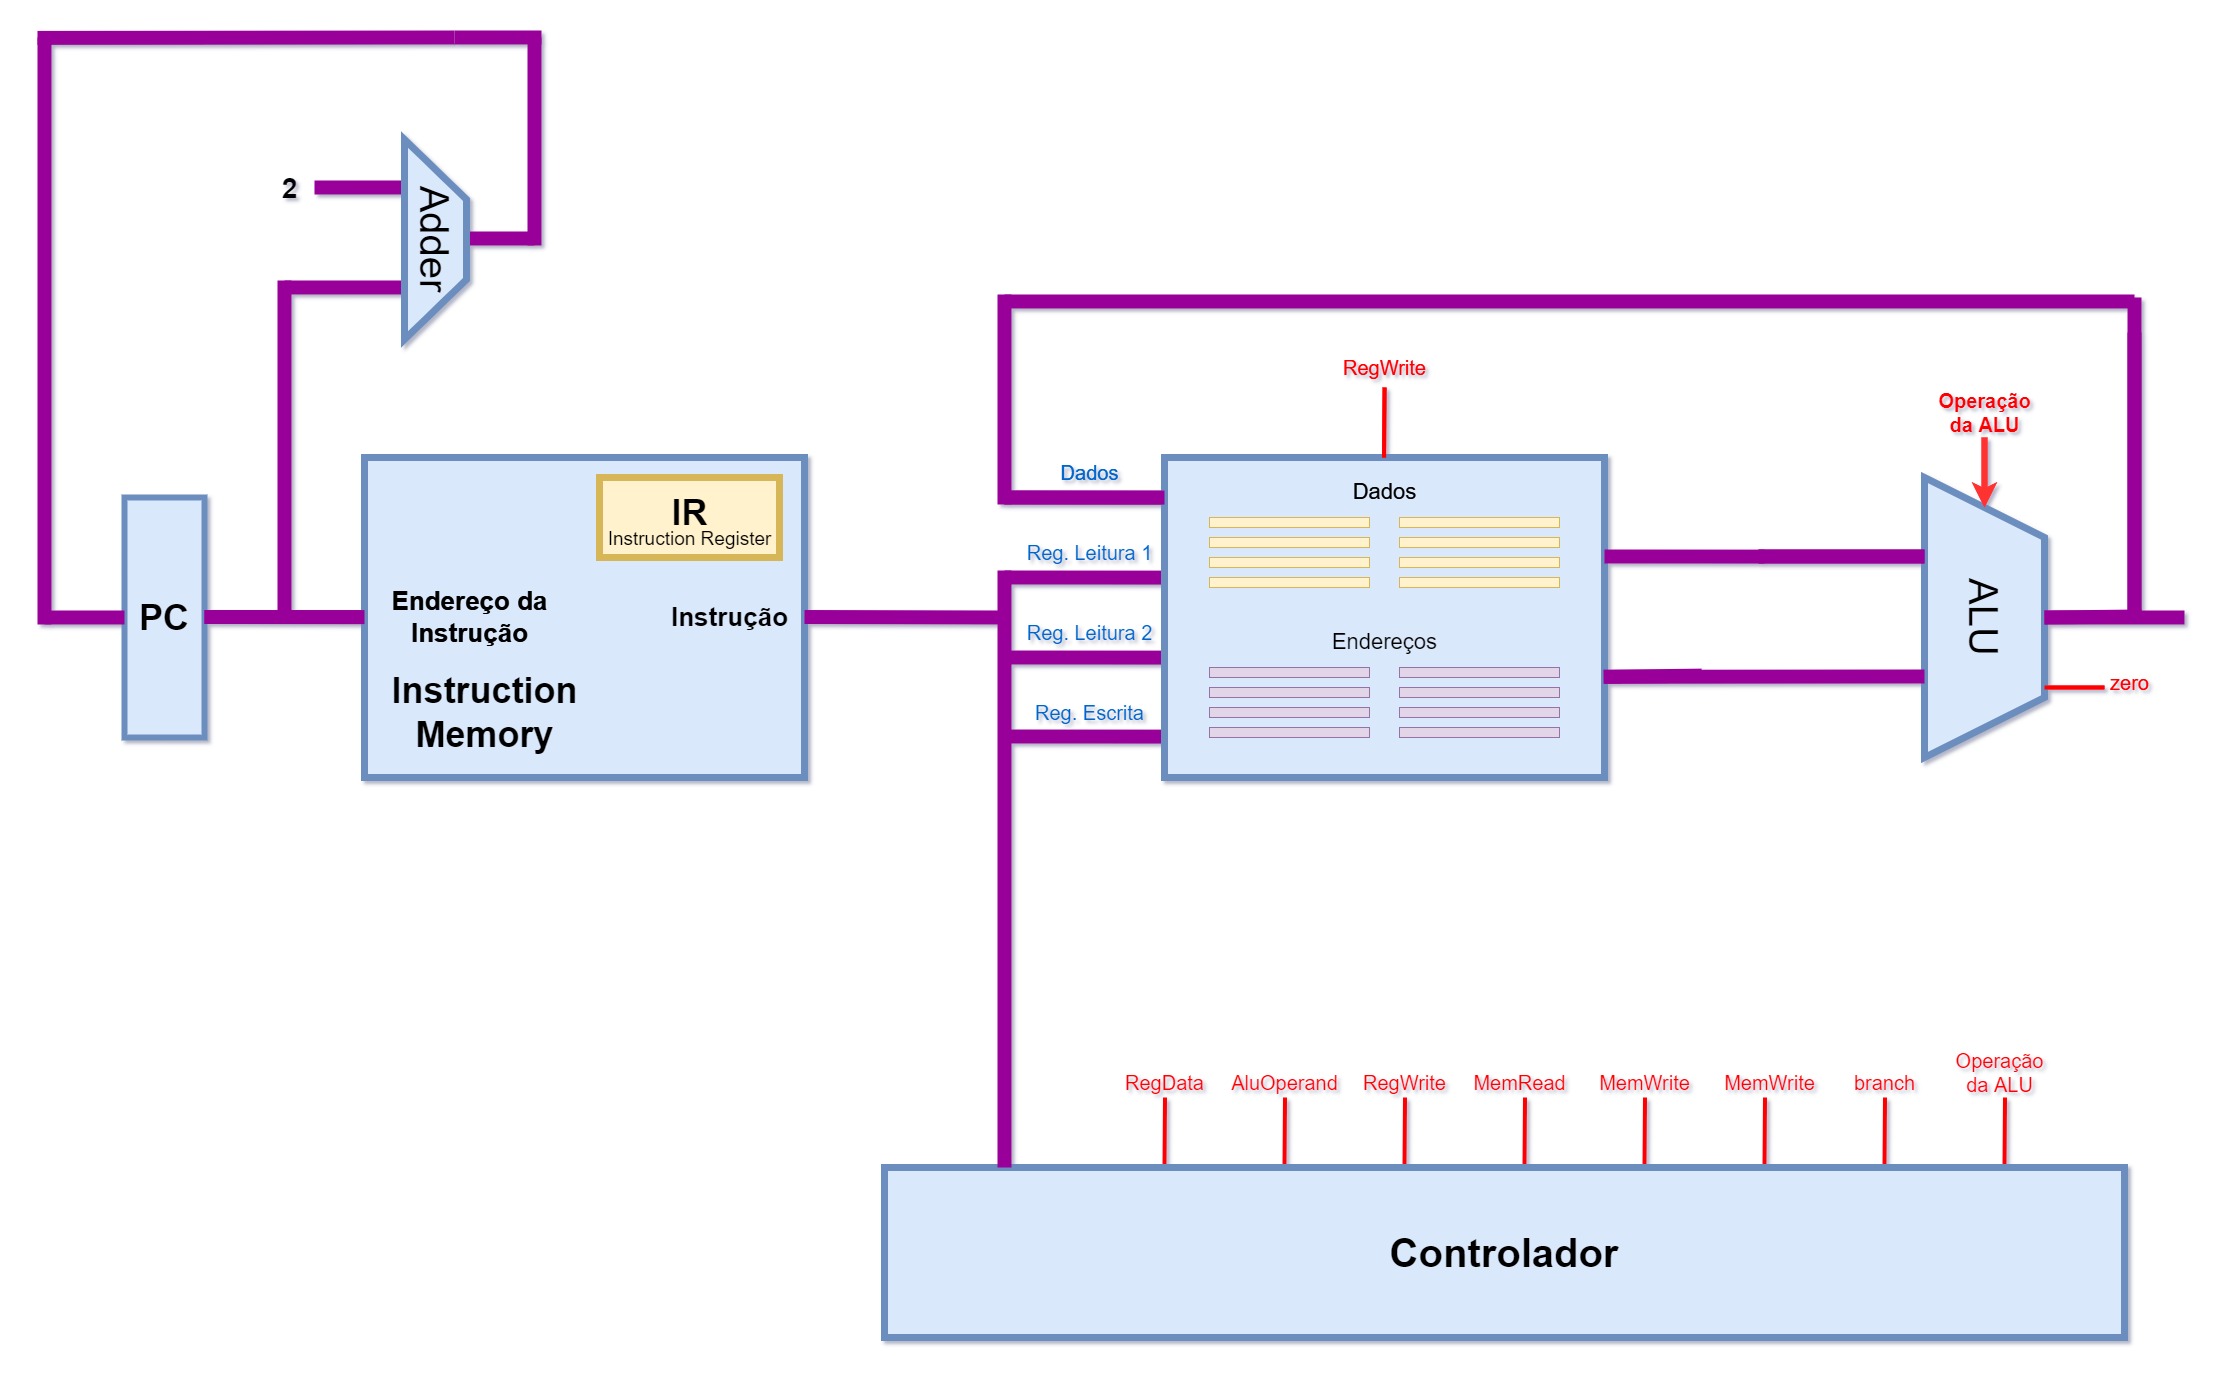 2
Adder
RegWrite
Operação
da ALU
Dados
Dados
IR
Instruction Register
Reg. Leitura 1
Endereço da
Instrução
PC
Instrução
ALU
Reg. Leitura 2
Endereços
Instruction
Memory
Reg. Escrita
zero
RegData
AluOperand
RegWrite
MemRead
MemWrite
MemWrite
branch
Operação
da ALU
Controlador